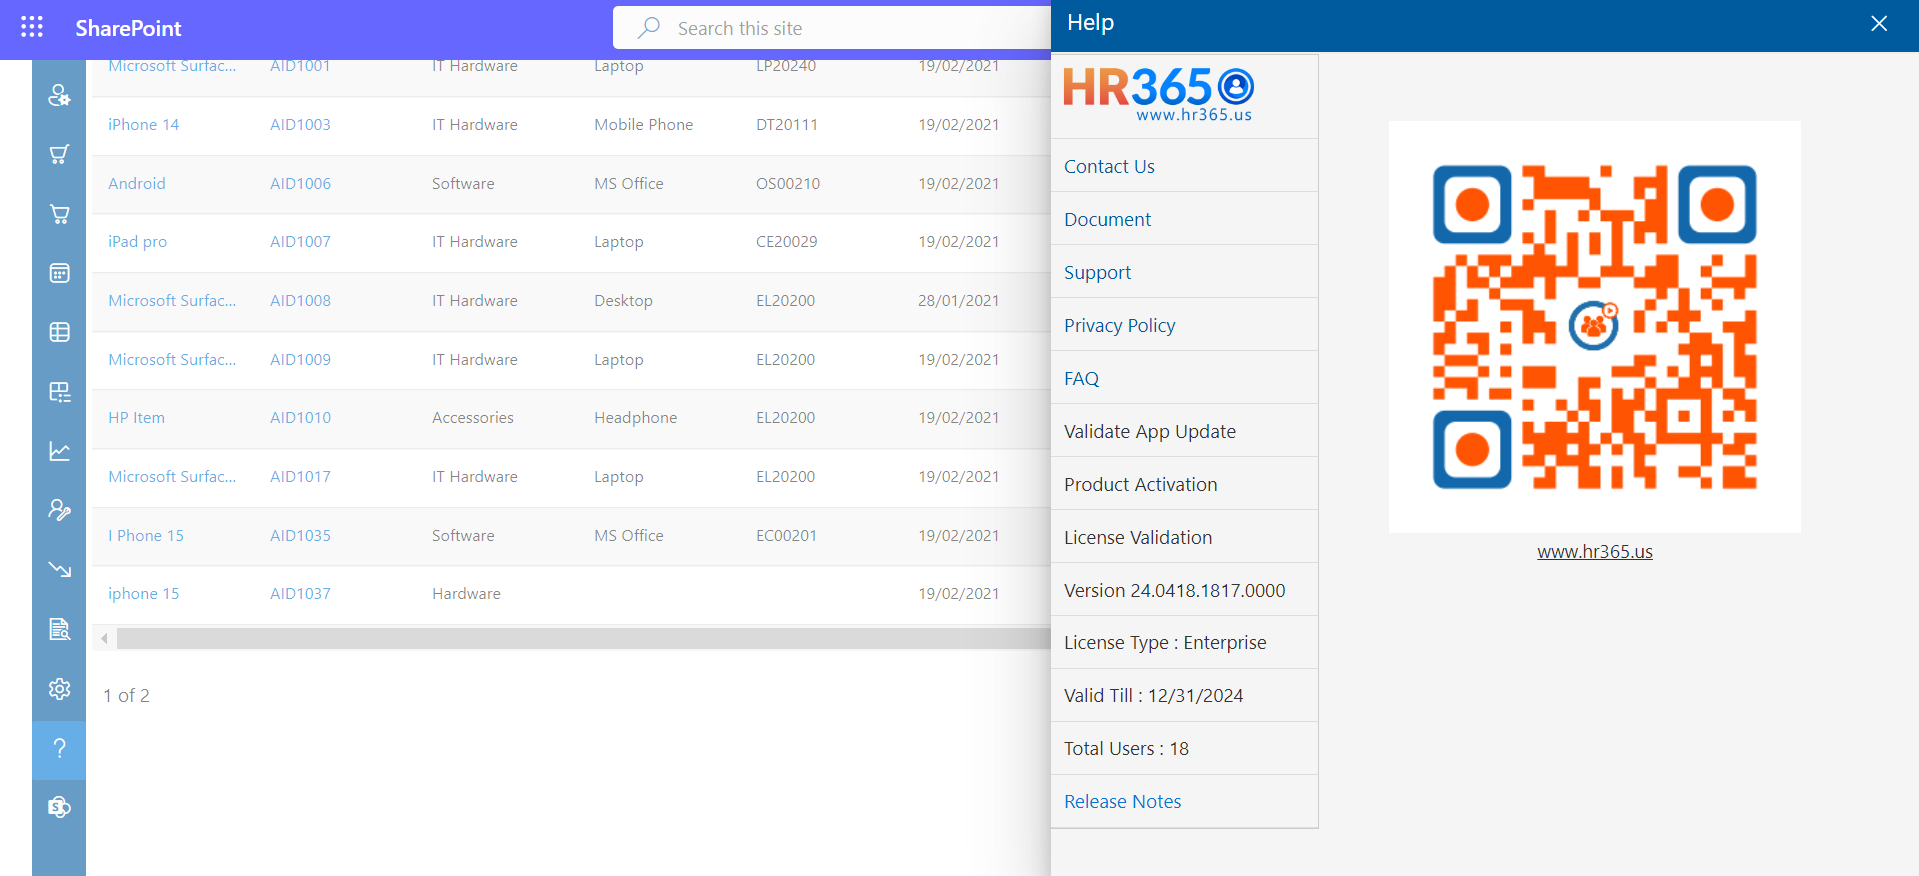 SharePoint
Search this site
Help
Microsoft Surfac... AID1001 IT Hardware Laptop LP20240 19/02/2021
iPhone 14 AID1003 IT Hardware Mobile Phone DT20111 19/02/2021
Android AID1006 Software MS Office OS00210 19/02/2021
iPad pro AID1007 IT Hardware Laptop CE20029 19/02/2021
Microsoft Surfac... AID1008 IT Hardware Desktop EL20200 28/01/2021
Microsoft Surfac... AID1009 IT Hardware Laptop EL20200 19/02/2021
HP Item AID1010 Accessories Headphone EL20200 19/02/2021
Microsoft Surfac... AID1017 IT Hardware Laptop EL20200 19/02/2021
I Phone 15 AID1035 Software MS Office EC00201 19/02/2021
iphone 15 AID1037 Hardware 19/02/2021
1 of 2
HR365
www.hr365.us
Contact Us
Document
Support
Privacy Policy
FAQ
Validate App Update
Product Activation
License Validation
Version 24.0418.1817.0000
License Type : Enterprise
Valid Till : 12/31/2024
Total Users : 18
Release Notes
www.hr365.us